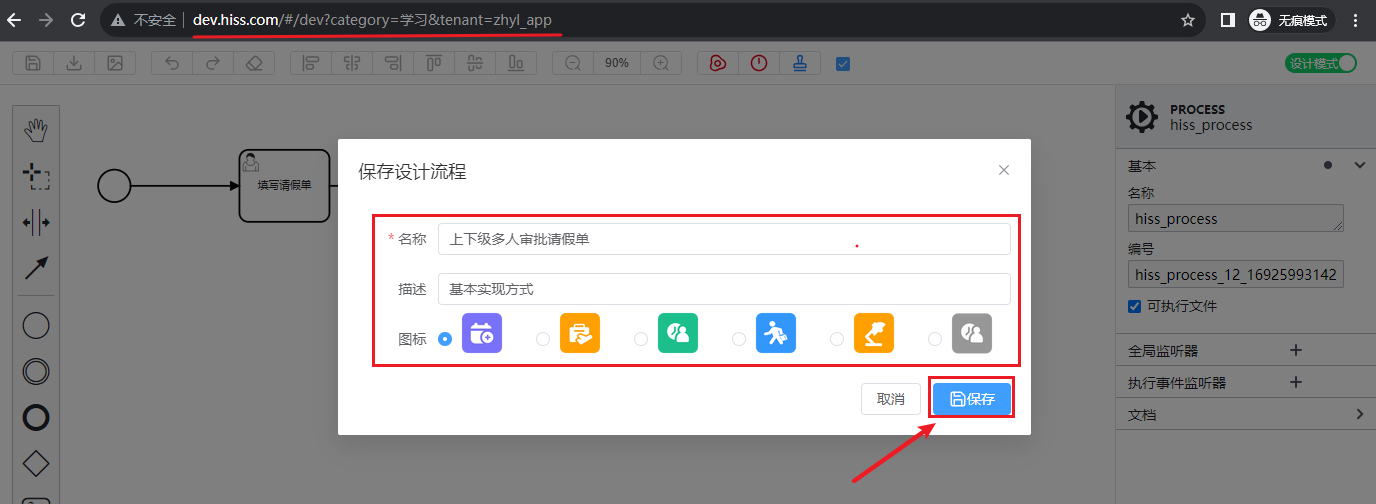 不安全 dev.hiss.com/#/dev?category=学习&tenant=zhyl_app
无痕模式
90%
设计模式
填写请假单
保存设计流程
* 名称 上下级多人审批请假单
描述 基本实现方式
图标
取消 保存
PROCESS
hiss_process
基本
名称
hiss_process
编号
hiss_process_12_16925993142
可执行文件
全局监听器
执行事件监听器
文档